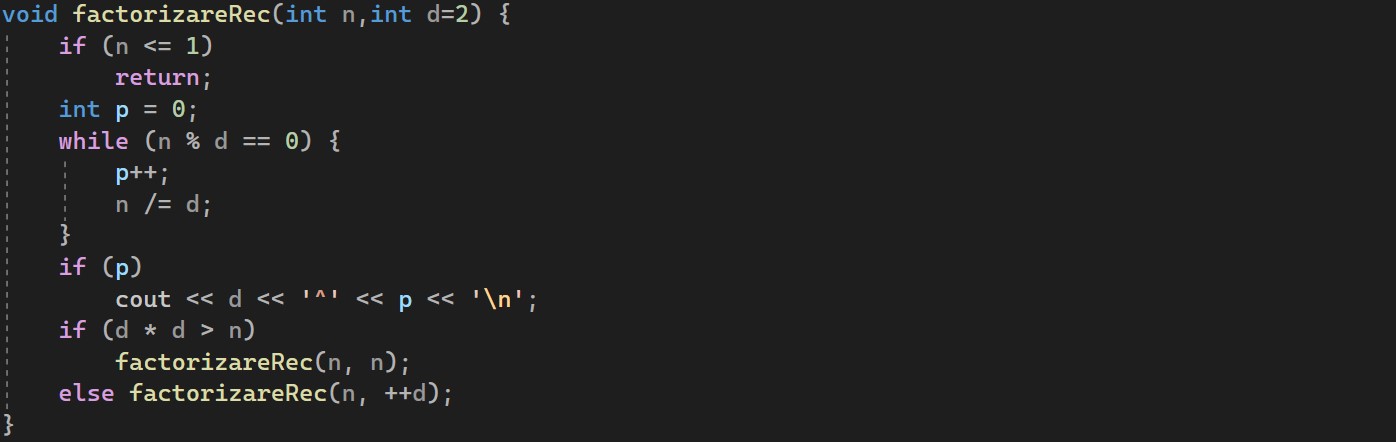 void factorizareRec(int n,int d=2) {
    if (n <= 1)
        return;
    int p = 0;
    while (n % d == 0) {
        p++;
        n /= d;
    }
    if (p)
        cout << d << '^' << p << '\n';
    if (d * d > n)
        factorizareRec(n, n);
    else factorizareRec(n, ++d);
}